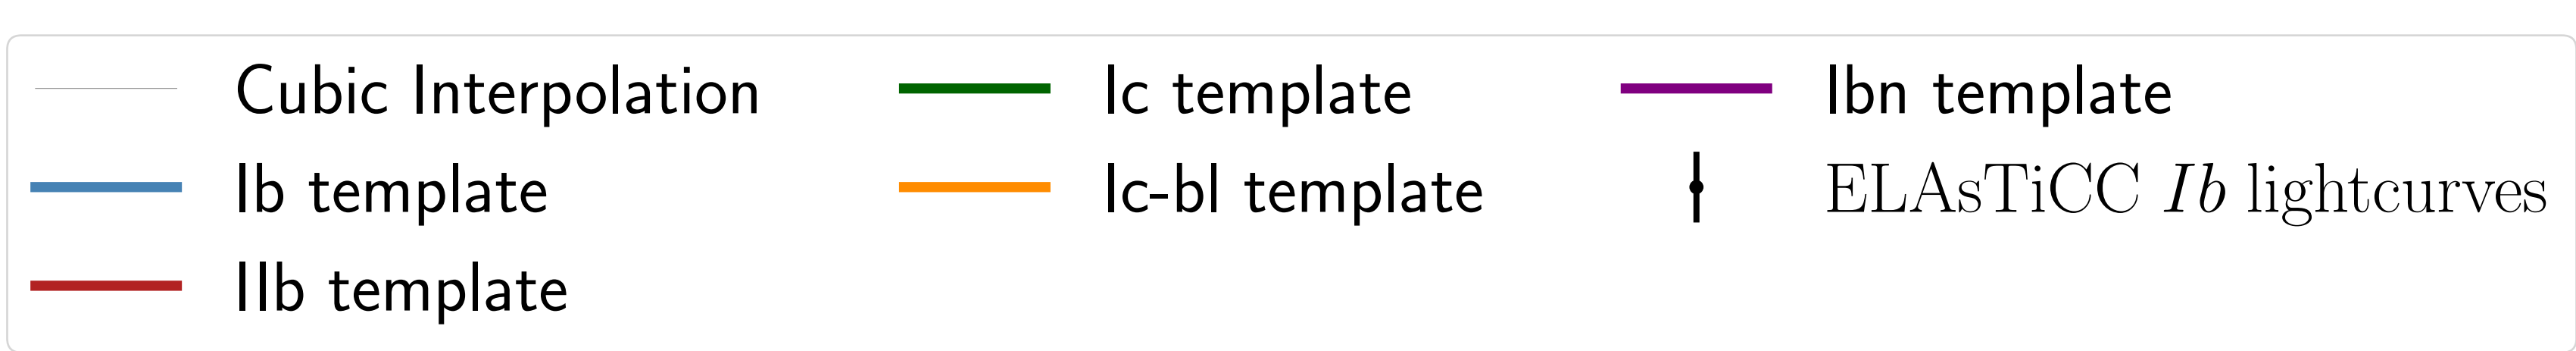 Cubic Interpolation Ic template Ibn template
Ib template Ic-bl template ELAsTiCC Ib lightcurves
IIb template